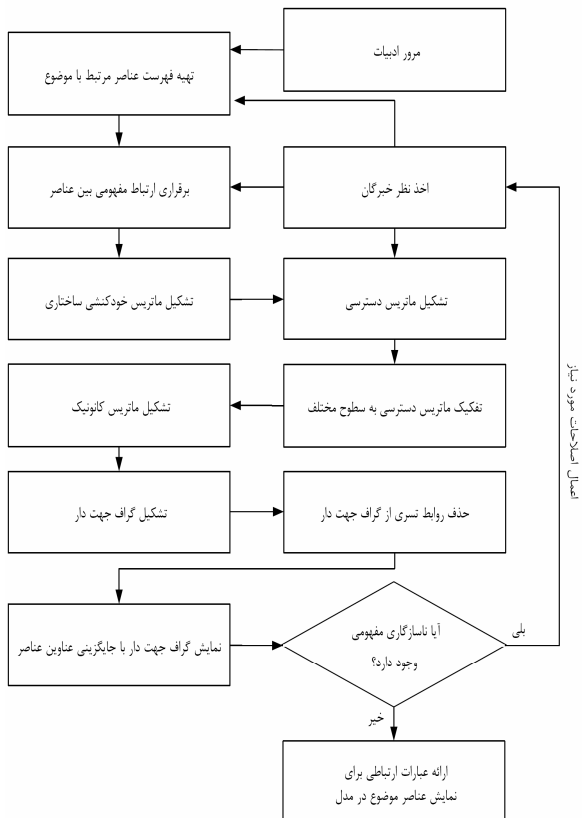 مرور ادبیات
تهیه فهرست عناصر مرتبط با موضوع
اخذ نظر خبرگان
برقراری ارتباط مفهومی بین عناصر
تشکیل ماتریس خودکنشی ساختاری
تشکیل ماتریس دسترسی
تفکیک ماتریس دسترسی به سطوح مختلف
تشکیل ماتریس کانونیک
تشکیل گراف جهت دار
حذف روابط تسری از گراف جهت دار
نمایش گراف جهت دار با جایگزینی عناوین عناصر
آیا ناسازگاری مفهومی
وجود دارد؟
بلی
اعمال اصلاحات مورد نیاز
خیر
ارائه عبارات ارتباطی برای
نمایش عناصر موضوع در مدل